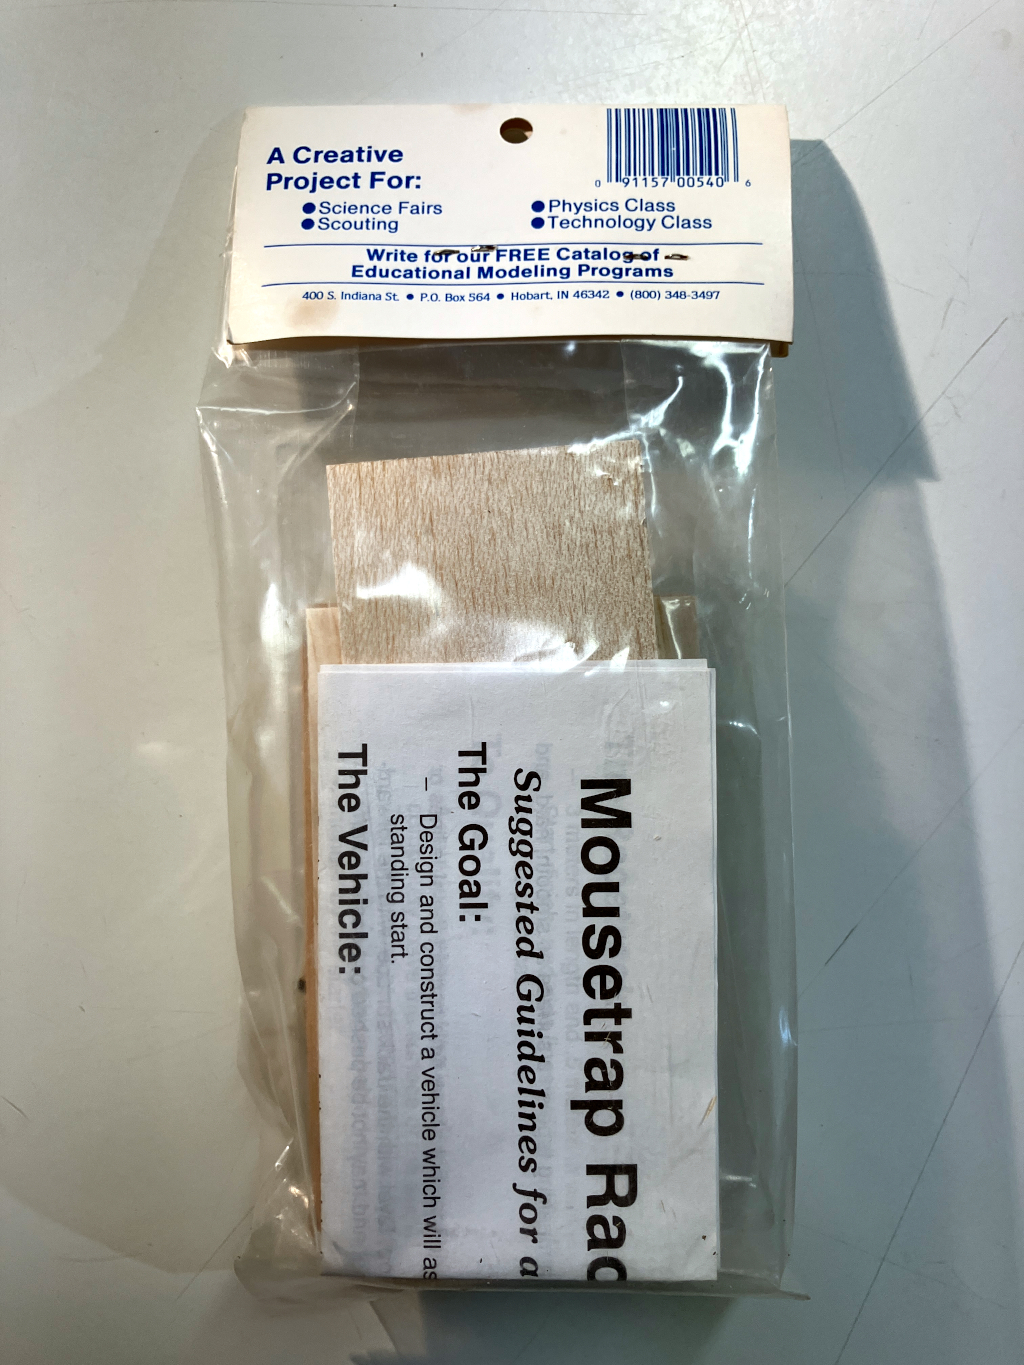 A Creative
Project For:
● Science Fairs
● Scouting
● Physics Class
● Technology Class
0 91157 00540 6
Write for our FREE Catalog of
Educational Modeling Programs
400 S. Indiana St. ● P.O. Box 564 ● Hobart, IN 46342 ● (800) 348-3497
Mousetrap Rac
Suggested Guidelines for a
The Goal:
– Design and construct a vehicle which will as
standing start.
The Vehicle: